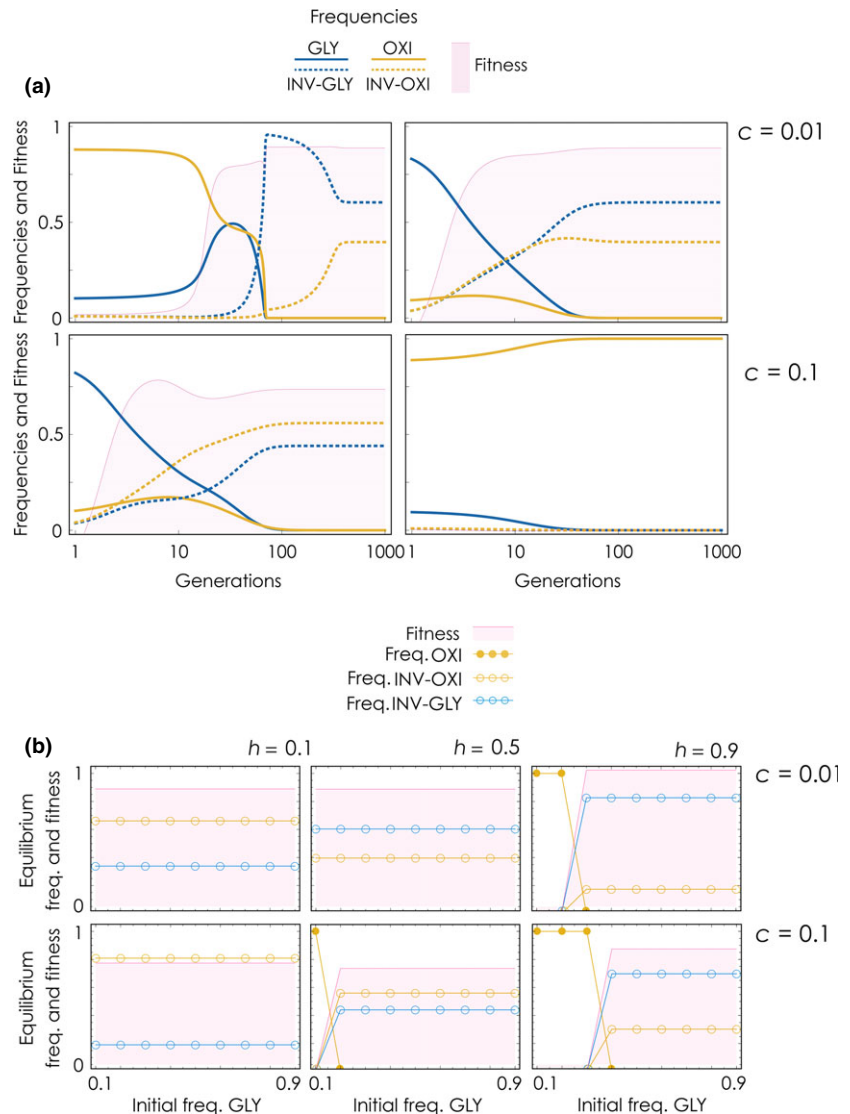 Frequencies
GLY OXI
INV-GLY INV-OXI
Fitness
(a)
1
0.5
0
Frequencies and Fitness
c = 0.01
1
0.5
0
Frequencies and Fitness
c = 0.1
1 10 100 1000 1 10 100 1000
Generations Generations
Fitness
Freq. OXI
Freq. INV-OXI
Freq. INV-GLY
(b)
h = 0.1 h = 0.5 h = 0.9
1
0
Equilibrium
freq. and fitness
c = 0.01
1
0
Equilibrium
freq. and fitness
c = 0.1
0.1 0.9 0.1 0.9 0.1 0.9
Initial freq. GLY Initial freq. GLY Initial freq. GLY